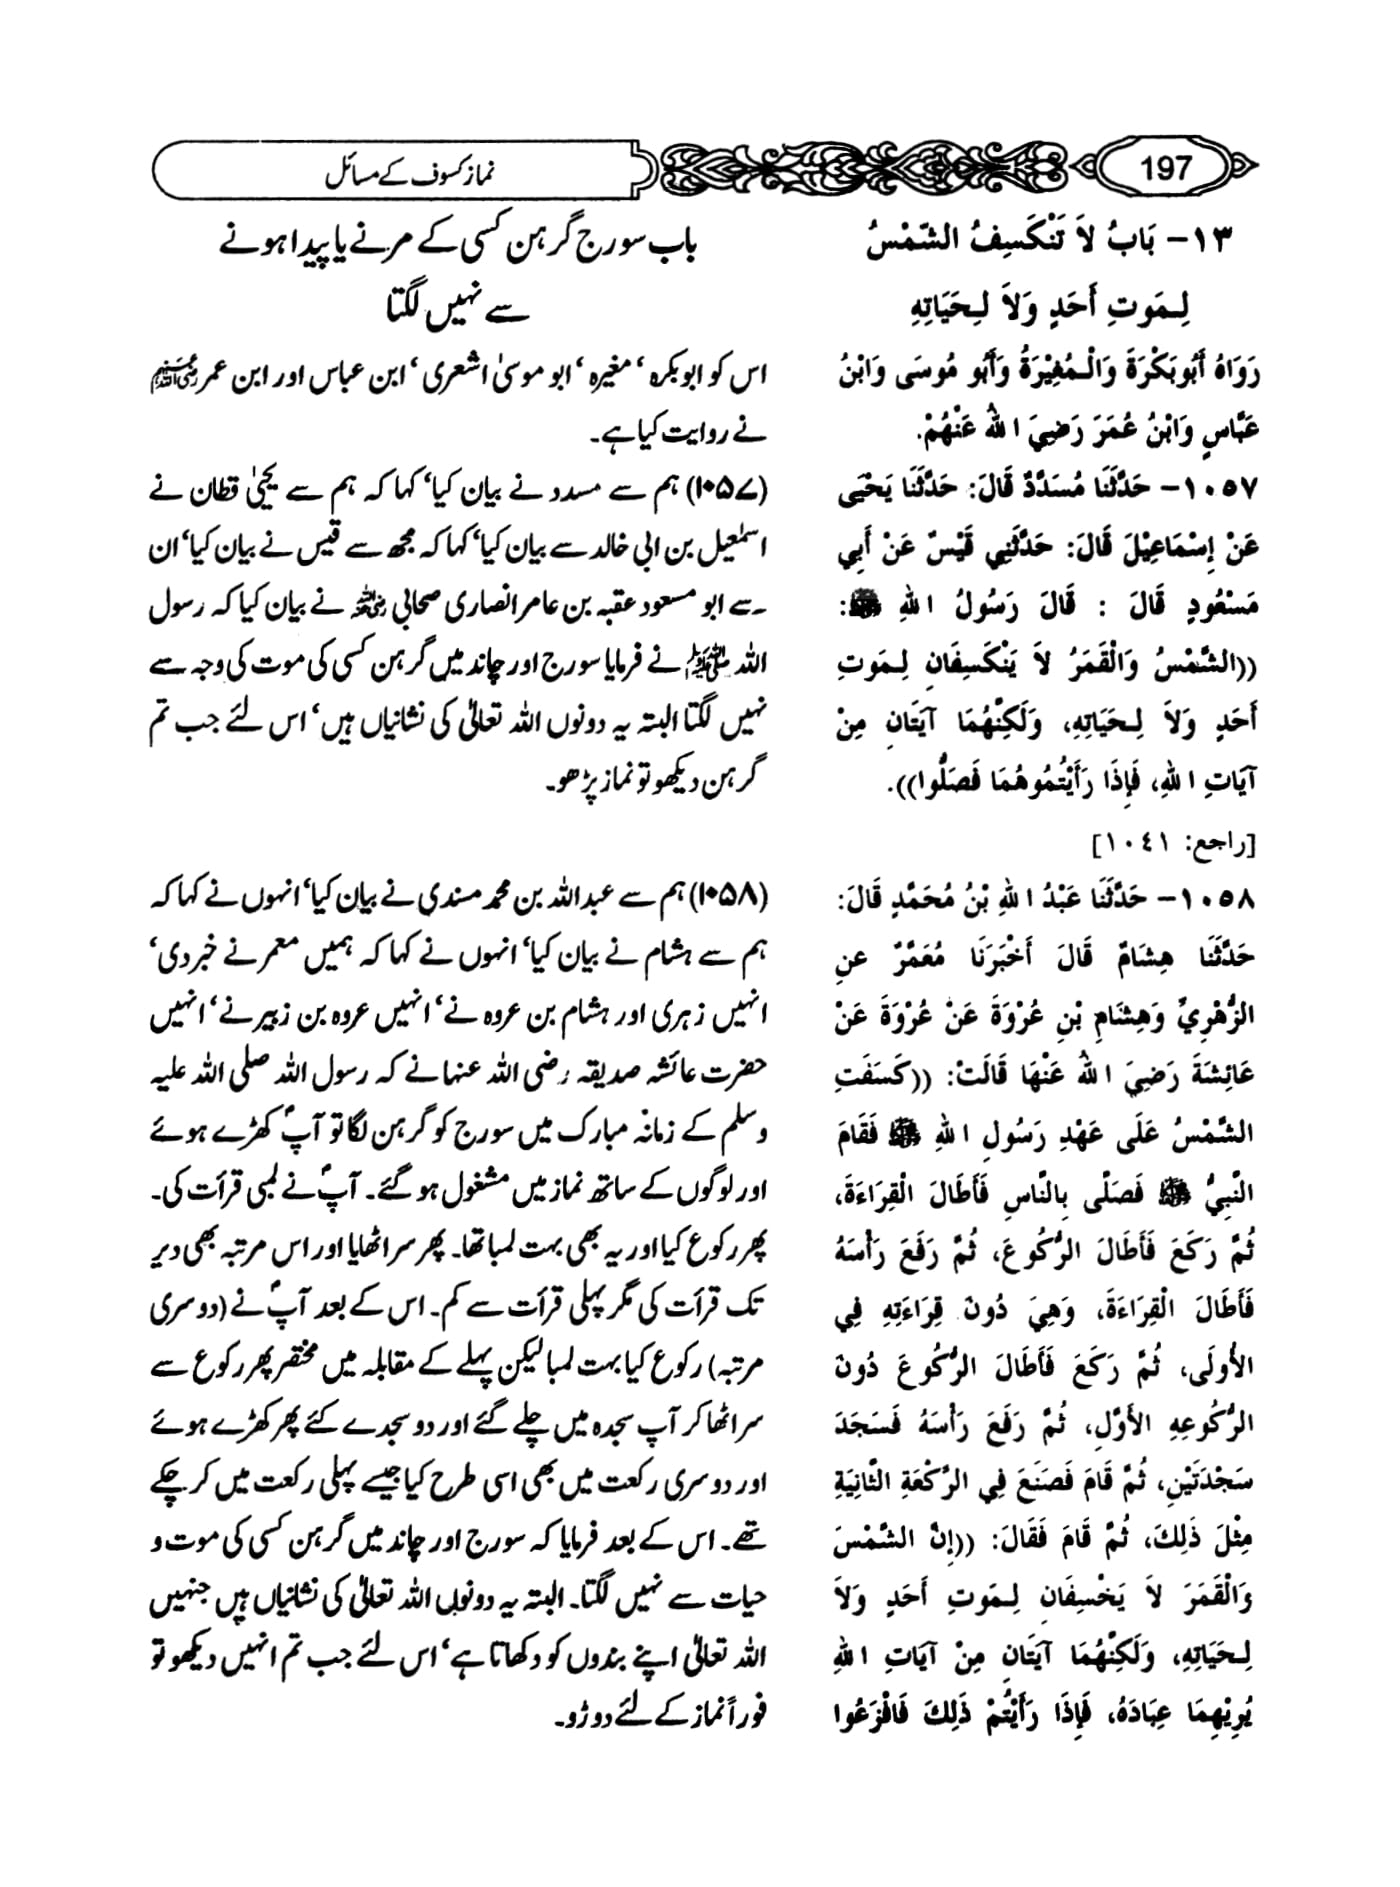 197
نماز کسوف کے مسائل
١٣- بَابُ لاَ تَنْكَسِفُ الشَّمْسُ
لِـمَوتِ أَحَدٍ وَلاَ لِـحَيَاتِهِ
رَوَاهُ أَبُوبَكْرَةَ وَالْـمُغِيْرَةُ وَأَبُو مُوسَى وَابْنُ
عَبَّاسٍ وَابْنُ عُمَرَ رَضِيَ اللهُ عَنْهُمْ.
١٠٥٧- حَدَّثَنَا مُسَدَّدٌ قَالَ: حَدَّثَنَا يَحْيَى
عَنْ إِسْمَاعِيْلَ قَالَ: حَدَّثَنِي قَيْسٌ عَنْ أَبِي
مَسْعُودٍ قَالَ : قَالَ رَسُولُ اللهِ ﷺ:
((الشَّمْسُ وَالْقَمَرُ لاَ يَنْكَسِفَانِ لِـمَوتِ
أَحَدٍ وَلاَ لِـحَيَاتِهِ، وَلَكِنَّهُمَا آيَتَانِ مِنْ
آيَاتِ اللهِ، فَإِذَا رَأَيْتُمُوهُمَا فَصَلُّوا)).
[راجع: ١٠٤١]
١٠٥٨- حَدَّثَنَا عَبْدُ اللهِ بْنُ مُحَمَّدٍ قَالَ:
حَدَّثَنَا هِشَامٌ قَالَ أَخْبَرَنَا مُعَمَّرٌ عنِ
الزُّهْرِيِّ وَهِشَامِ بْنِ عُرْوَةَ عَنْ عُرْوَةَ عَنْ
عَائِشَةَ رَضِيَ اللهُ عَنْهَا قَالَتْ: ((كَسَفَتِ
الشَّمْسُ عَلَى عَهْدِ رَسُولِ اللهِ ﷺ فَقَامَ
النَّبِيُّ ﷺ فَصَلَّى بِالنَّاسِ فَأَطَالَ الْقِرَاءَةَ،
ثُمَّ رَكَعَ فَأَطَالَ الرُّكُوعَ، ثُمَّ رَفَعَ رَأْسَهُ
فَأَطَالَ الْقِرَاءَةَ، وَهِيَ دُونَ قِرَاءَتِهِ فِي
الأُولَى، ثُمَّ رَكَعَ فَأَطَالَ الرُّكُوعَ دُونَ
الرُّكُوعِهِ الأَوَّلِ، ثُمَّ رَفَعَ رَأْسَهُ فَسَجَدَ
سَجْدَتَيْنِ، ثُمَّ قَامَ فَصَنَعَ فِي الرَّكْعَةِ الثَّانِيَةِ
مِثْلَ ذَلِكَ، ثُمَّ قَامَ فَقَالَ: ((إِنَّ الشَّمْسَ
وَالْقَمَرَ لاَ يَخْسِفَانِ لِـمَوتِ أَحَدٍ وَلاَ
لِـحَيَاتِهِ، وَلَكِنَّهُمَا آيَتَانِ مِنْ آيَاتِ اللهِ
يُرِيْهِمَا عِبَادَهُ، فَإِذَا رَأَيْتُمْ ذَلِكَ فَافْزَعُوا
باب سورج گرہن کسی کے مرنے یا پیدا ہونے
سے نہیں لگتا
اس کو ابوبکرہ‘ مغیرہ‘ ابو موسیٰ اشعری‘ ابن عباس اور ابن عمر رضی اللہ عنہم
نے روایت کیا ہے۔
(۱۰۵۷) ہم سے مسدد نے بیان کیا‘ کہا کہ ہم سے یحیٰ قطان نے
اسمٰعیل بن ابی خالد سے بیان کیا‘ کہا کہ مجھ سے قیس نے بیان کیا‘ ان
سے ابو مسعود عقبہ بن عامر انصاری صحابی رضی اللہ عنہ نے بیان کیا کہ رسول
اللہ ﷺ نے فرمایا سورج اور چاند میں گرہن کسی کی موت کی وجہ سے
نہیں لگتا البتہ یہ دونوں اللہ تعالیٰ کی نشانیاں ہیں‘ اس لئے جب تم
گرہن دیکھو تو نماز پڑھو۔
(۱۰۵۸) ہم سے عبداللہ بن محمد مسندی نے بیان کیا‘ انہوں نے کہا کہ
ہم سے ہشام نے بیان کیا‘ انہوں نے کہا کہ ہمیں معمر نے خبر دی‘
انہیں زہری اور ہشام بن عروہ نے‘ انہیں عروہ بن زبیر نے‘ انہیں
حضرت عائشہ صدیقہ رضی اللہ عنہا نے کہ رسول اللہ صلی اللہ علیہ
وسلم کے زمانہ مبارک میں سورج کو گرہن لگا تو آپؐ کھڑے ہوئے
اور لوگوں کے ساتھ نماز میں مشغول ہو گئے۔ آپؐ نے لمبی قرأت کی۔
پھر رکوع کیا اور یہ بھی بہت لمبا تھا۔ پھر سر اٹھایا اور اس مرتبہ بھی دیر
تک قرأت کی مگر پہلی قرأت سے کم۔ اس کے بعد آپؐ نے (دوسری
مرتبہ) رکوع کیا بہت لمبا لیکن پہلے کے مقابلہ میں مختصر پھر رکوع سے
سر اٹھا کر آپ سجدہ میں چلے گئے اور دو سجدے کئے پھر کھڑے ہوئے
اور دوسری رکعت میں بھی اسی طرح کیا جیسے پہلی رکعت میں کر چکے
تھے۔ اس کے بعد فرمایا کہ سورج اور چاند میں گرہن کسی کی موت و
حیات سے نہیں لگتا۔ البتہ یہ دونوں اللہ تعالیٰ کی نشانیاں ہیں جنہیں
اللہ تعالیٰ اپنے بندوں کو دکھاتا ہے‘ اس لئے جب تم انہیں دیکھو تو
فوراً نماز کے لئے دوڑو۔